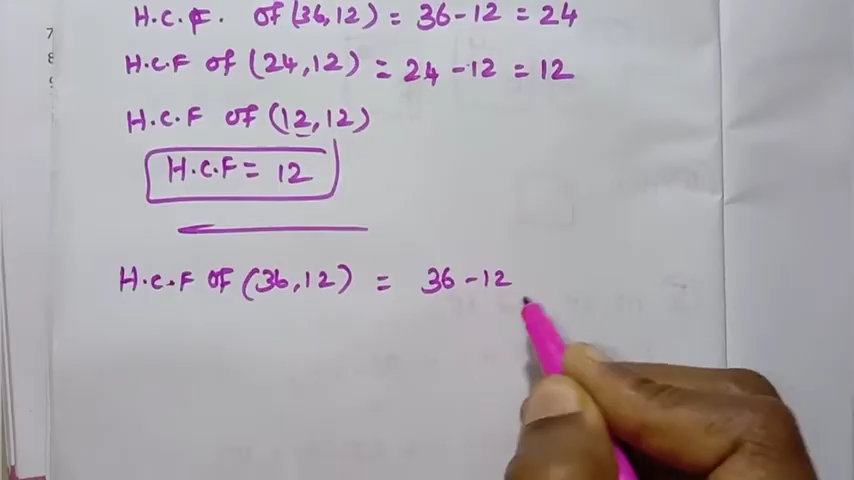 H.C.F. of (36,12) = 36-12 = 24
H.C.F of (24,12) = 24-12 = 12
H.C.F of (12,12)
H.C.F = 12
H.C.F of (36,12) = 36-12